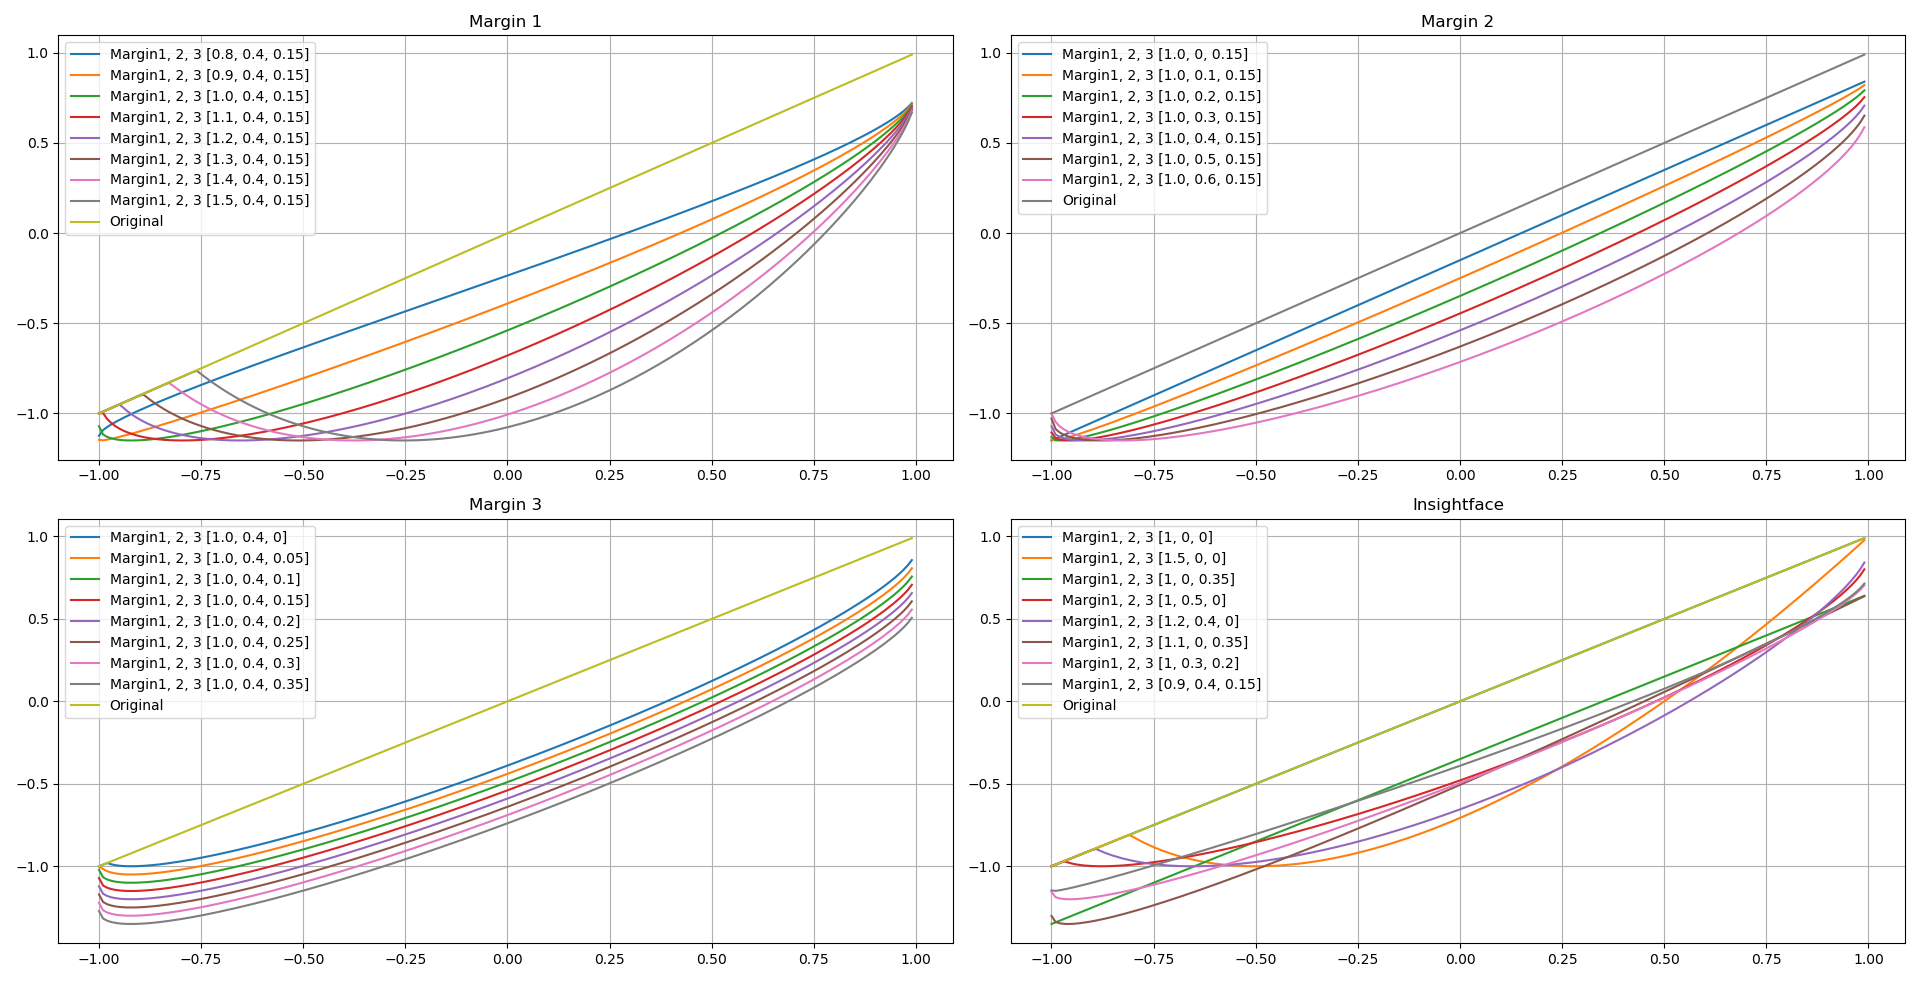 Margin 1
Margin1, 2, 3 [0.8, 0.4, 0.15]
Margin1, 2, 3 [0.9, 0.4, 0.15]
Margin1, 2, 3 [1.0, 0.4, 0.15]
Margin1, 2, 3 [1.1, 0.4, 0.15]
Margin1, 2, 3 [1.2, 0.4, 0.15]
Margin1, 2, 3 [1.3, 0.4, 0.15]
Margin1, 2, 3 [1.4, 0.4, 0.15]
Margin1, 2, 3 [1.5, 0.4, 0.15]
Original
1.0
0.5
0.0
−0.5
−1.0
−1.00 −0.75 −0.50 −0.25 0.00 0.25 0.50 0.75 1.00
Margin 2
Margin1, 2, 3 [1.0, 0, 0.15]
Margin1, 2, 3 [1.0, 0.1, 0.15]
Margin1, 2, 3 [1.0, 0.2, 0.15]
Margin1, 2, 3 [1.0, 0.3, 0.15]
Margin1, 2, 3 [1.0, 0.4, 0.15]
Margin1, 2, 3 [1.0, 0.5, 0.15]
Margin1, 2, 3 [1.0, 0.6, 0.15]
Original
1.0
0.5
0.0
−0.5
−1.0
−1.00 −0.75 −0.50 −0.25 0.00 0.25 0.50 0.75 1.00
Margin 3
Margin1, 2, 3 [1.0, 0.4, 0]
Margin1, 2, 3 [1.0, 0.4, 0.05]
Margin1, 2, 3 [1.0, 0.4, 0.1]
Margin1, 2, 3 [1.0, 0.4, 0.15]
Margin1, 2, 3 [1.0, 0.4, 0.2]
Margin1, 2, 3 [1.0, 0.4, 0.25]
Margin1, 2, 3 [1.0, 0.4, 0.3]
Margin1, 2, 3 [1.0, 0.4, 0.35]
Original
1.0
0.5
0.0
−0.5
−1.0
−1.00 −0.75 −0.50 −0.25 0.00 0.25 0.50 0.75 1.00
Insightface
Margin1, 2, 3 [1, 0, 0]
Margin1, 2, 3 [1.5, 0, 0]
Margin1, 2, 3 [1, 0, 0.35]
Margin1, 2, 3 [1, 0.5, 0]
Margin1, 2, 3 [1.2, 0.4, 0]
Margin1, 2, 3 [1.1, 0, 0.35]
Margin1, 2, 3 [1, 0.3, 0.2]
Margin1, 2, 3 [0.9, 0.4, 0.15]
Original
1.0
0.5
0.0
−0.5
−1.0
−1.00 −0.75 −0.50 −0.25 0.00 0.25 0.50 0.75 1.00